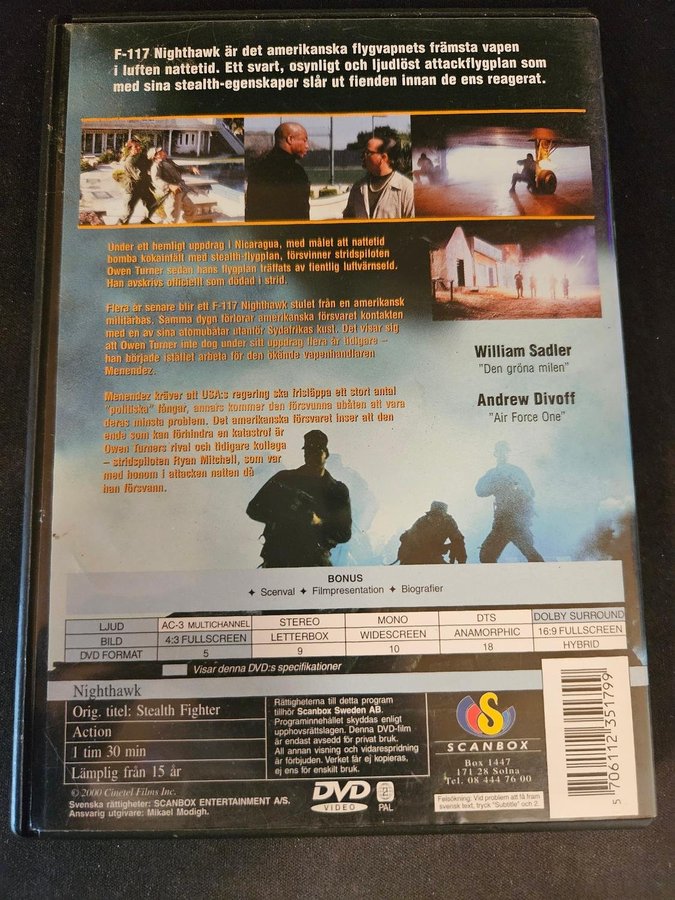 F-117 Nighthawk är det amerikanska flygvapnets främsta vapen
i luften nattetid. Ett svart, osynligt och ljudlöst attackflygplan som
med sina stealth-egenskaper slår ut fienden innan de ens reagerat.
Under ett hemligt uppdrag i Nicaragua, med målet att nattetid
bomba kokainfält med stealth-flygplan, försvinner stridspiloten
Owen Turner sedan hans flygplan träffats av fientlig luftvärnseld.
Han avskrivs officiellt som dödad i strid.
Flera år senare blir ett F-117 Nighthawk stulet från en amerikansk
militärbas. Samma dygn förlorar amerikanska försvaret kontakten
med en av sina atomubåtar utanför Sydafrikas kust. Det visar sig
att Owen Turner inte dog under sitt uppdrag flera år tidigare –
han började istället arbeta för den ökände vapenhandlaren
Menendez.
Menendez kräver att USA:s regering ska frisläppa ett stort antal
"politiska" fångar, annars kommer den försvunna ubåten att vara
deras minsta problem. Det amerikanska försvaret inser att den
ende som kan förhindra en katastrof är
Owen Turners rival och tidigare kollega
– stridspiloten Ryan Mitchell, som var
med honom i attacken natten då
han försvann.
William Sadler
"Den gröna milen"
Andrew Divoff
"Air Force One"
BONUS
✦ Scenval ✦ Filmpresentation ✦ Biografier
LJUD AC-3 MULTICHANNEL STEREO MONO DTS DOLBY SURROUND
BILD 4:3 FULLSCREEN LETTERBOX WIDESCREEN ANAMORPHIC 16:9 FULLSCREEN
DVD FORMAT 5 9 10 18 HYBRID
Visar denna DVD:s specifikationer
Nighthawk
Orig. titel: Stealth Fighter
Action
1 tim 30 min
Lämplig från 15 år
© 2000 Cinetel Films Inc.
Svenska rättigheter: SCANBOX ENTERTAINMENT A/S.
Ansvarig utgivare: Mikael Modigh.
Rättigheterna till detta program
tillhör Scanbox Sweden AB.
Programinnehållet skyddas enligt
upphovsrättslagen. Denna DVD-film
är endast avsedd för privat bruk.
All annan visning och vidarespridning
är förbjuden. Verket får ej kopieras,
ej ens för enskilt bruk.
DVD
VIDEO
2
PAL
S
SCANBOX
Box 1447
171 28 Solna
Tel. 08 444 76 00
Felsökning: Vid problem att få fram
svensk text, tryck "Subtitle" och 2.
5 706112 351799